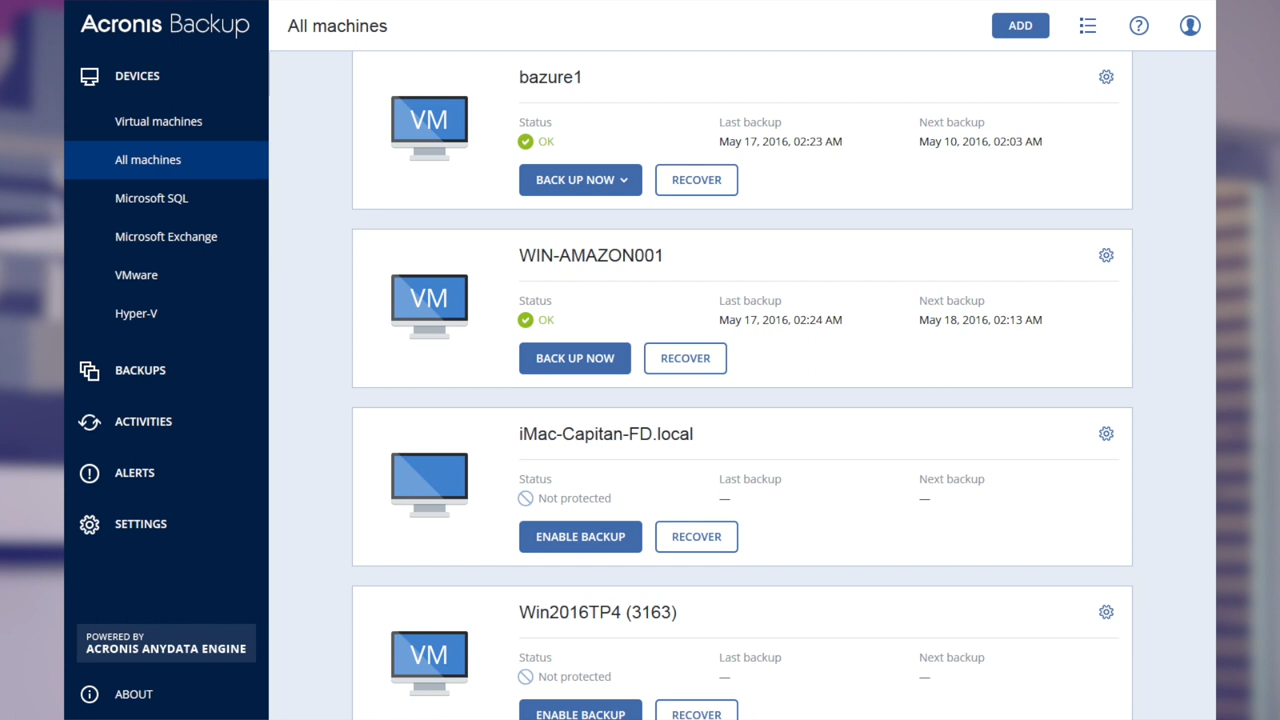 Acronis Backup
DEVICES
Virtual machines
All machines
Microsoft SQL
Microsoft Exchange
VMware
Hyper-V
BACKUPS
ACTIVITIES
ALERTS
SETTINGS
POWERED BY
ACRONIS ANYDATA ENGINE
ABOUT
All machines
ADD
bazure1
VM
Status Last backup Next backup
OK May 17, 2016, 02:23 AM May 10, 2016, 02:03 AM
BACK UP NOW RECOVER
WIN-AMAZON001
VM
Status Last backup Next backup
OK May 17, 2016, 02:24 AM May 18, 2016, 02:13 AM
BACK UP NOW RECOVER
iMac-Capitan-FD.local
Status Last backup Next backup
Not protected — —
ENABLE BACKUP RECOVER
Win2016TP4 (3163)
VM
Status Last backup Next backup
Not protected — —
ENABLE BACKUP RECOVER